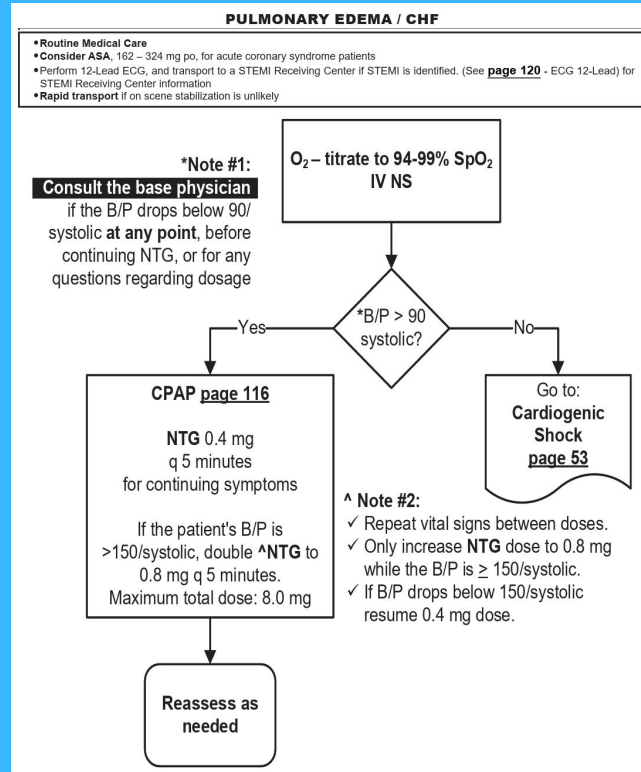 PULMONARY EDEMA / CHF
•Routine Medical Care
•Consider ASA, 162 – 324 mg po, for acute coronary syndrome patients
•Perform 12-Lead ECG, and transport to a STEMI Receiving Center if STEMI is identified. (See page 120 - ECG 12-Lead) for
STEMI Receiving Center information
•Rapid transport if on scene stabilization is unlikely
O₂ – titrate to 94-99% SpO₂
IV NS
*Note #1:
Consult the base physician
if the B/P drops below 90/
systolic at any point, before
continuing NTG, or for any
questions regarding dosage
*B/P > 90
systolic?
Yes
No
CPAP page 116
NTG 0.4 mg
q 5 minutes
for continuing symptoms
If the patient's B/P is
>150/systolic, double ^NTG to
0.8 mg q 5 minutes.
Maximum total dose: 8.0 mg
Go to:
Cardiogenic
Shock
page 53
^ Note #2:
✓ Repeat vital signs between doses.
✓ Only increase NTG dose to 0.8 mg
while the B/P is ≥ 150/systolic.
✓ If B/P drops below 150/systolic
resume 0.4 mg dose.
Reassess as
needed